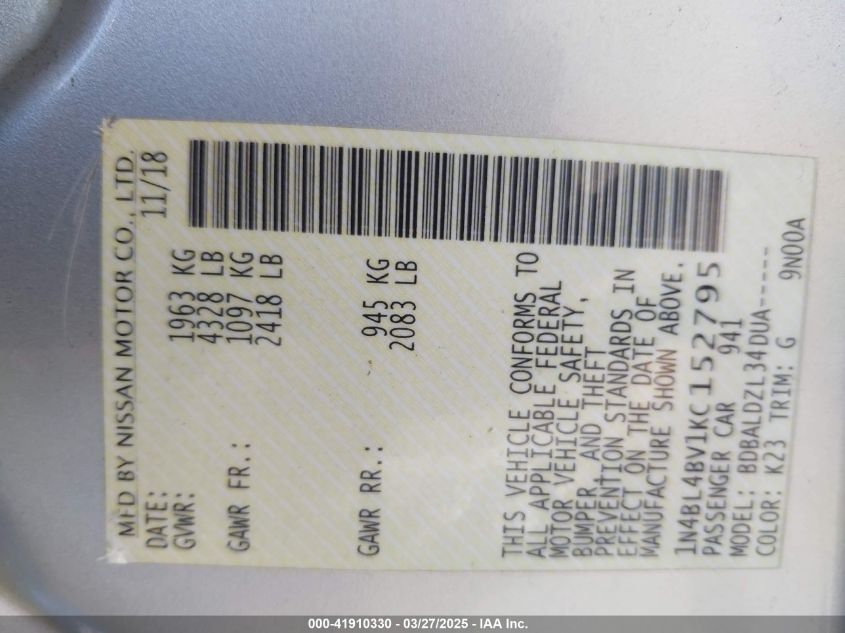 MFD BY NISSAN MOTOR CO., LTD.
DATE: 11/18
GVWR: 1963 KG
4328 LB
GAWR FR.: 1097 KG
2418 LB
GAWR RR.: 945 KG
2083 LB
THIS VEHICLE CONFORMS TO
ALL APPLICABLE FEDERAL
MOTOR VEHICLE SAFETY,
BUMPER, AND THEFT
PREVENTION STANDARDS IN
EFFECT ON THE DATE OF
MANUFACTURE SHOWN ABOVE.
1N4BL4BV1KC152795
PASSENGER CAR 941
MODEL: BDBALDZL34DUA-----
COLOR: K23 TRIM: G 9N00A
000-41910330 - 03/27/2025 - IAA Inc.